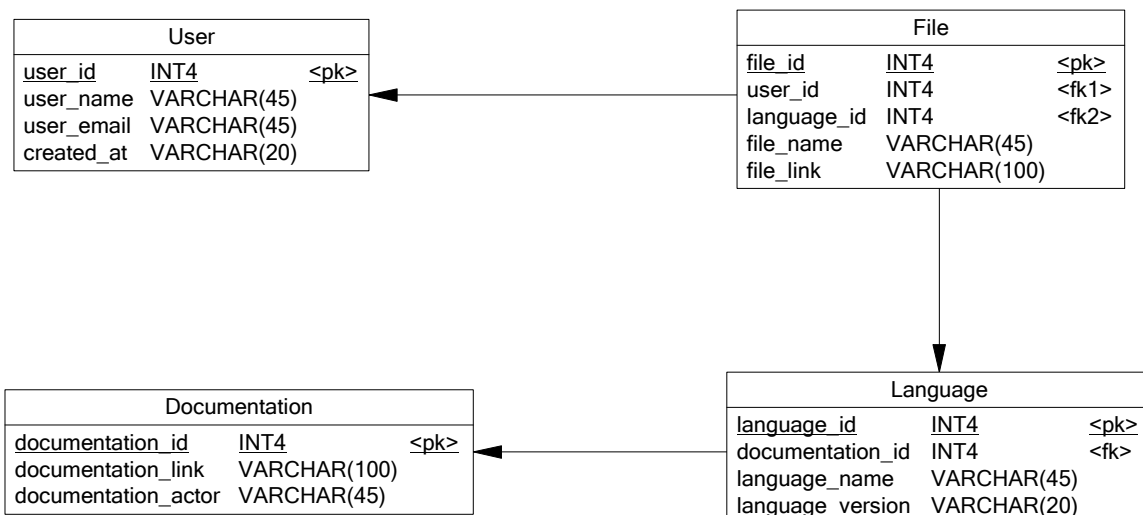 User
user_id INT4 <pk>
user_name VARCHAR(45)
user_email VARCHAR(45)
created_at VARCHAR(20)
File
file_id INT4 <pk>
user_id INT4 <fk1>
language_id INT4 <fk2>
file_name VARCHAR(45)
file_link VARCHAR(100)
Documentation
documentation_id INT4 <pk>
documentation_link VARCHAR(100)
documentation_actor VARCHAR(45)
Language
language_id INT4 <pk>
documentation_id INT4 <fk>
language_name VARCHAR(45)
language_version VARCHAR(20)